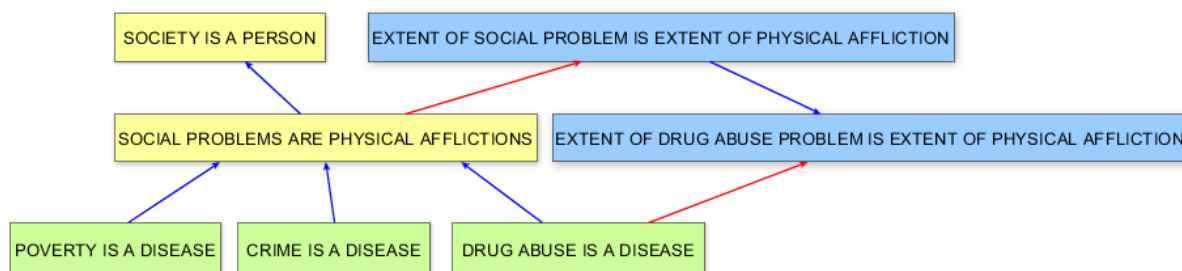 SOCIETY IS A PERSON
EXTENT OF SOCIAL PROBLEM IS EXTENT OF PHYSICAL AFFLICTION
SOCIAL PROBLEMS ARE PHYSICAL AFFLICTIONS
EXTENT OF DRUG ABUSE PROBLEM IS EXTENT OF PHYSICAL AFFLICTION
POVERTY IS A DISEASE
CRIME IS A DISEASE
DRUG ABUSE IS A DISEASE